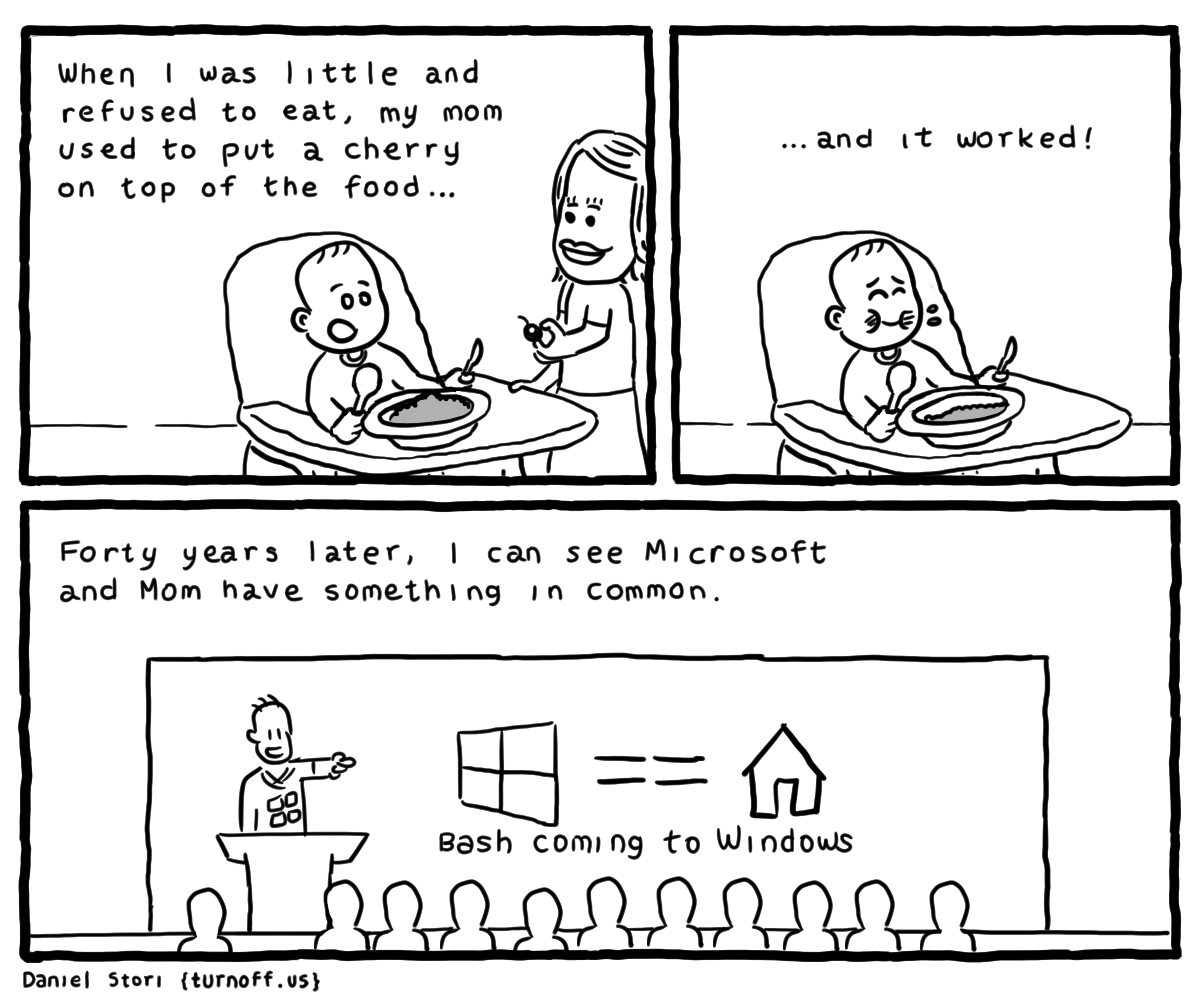 When I was little and
refused to eat, my mom
used to put a cherry
on top of the food...
...and it worked!
Forty years later, I can see Microsoft
and Mom have something in common.
==
Bash coming to Windows
Daniel Stori {turnoff.us}